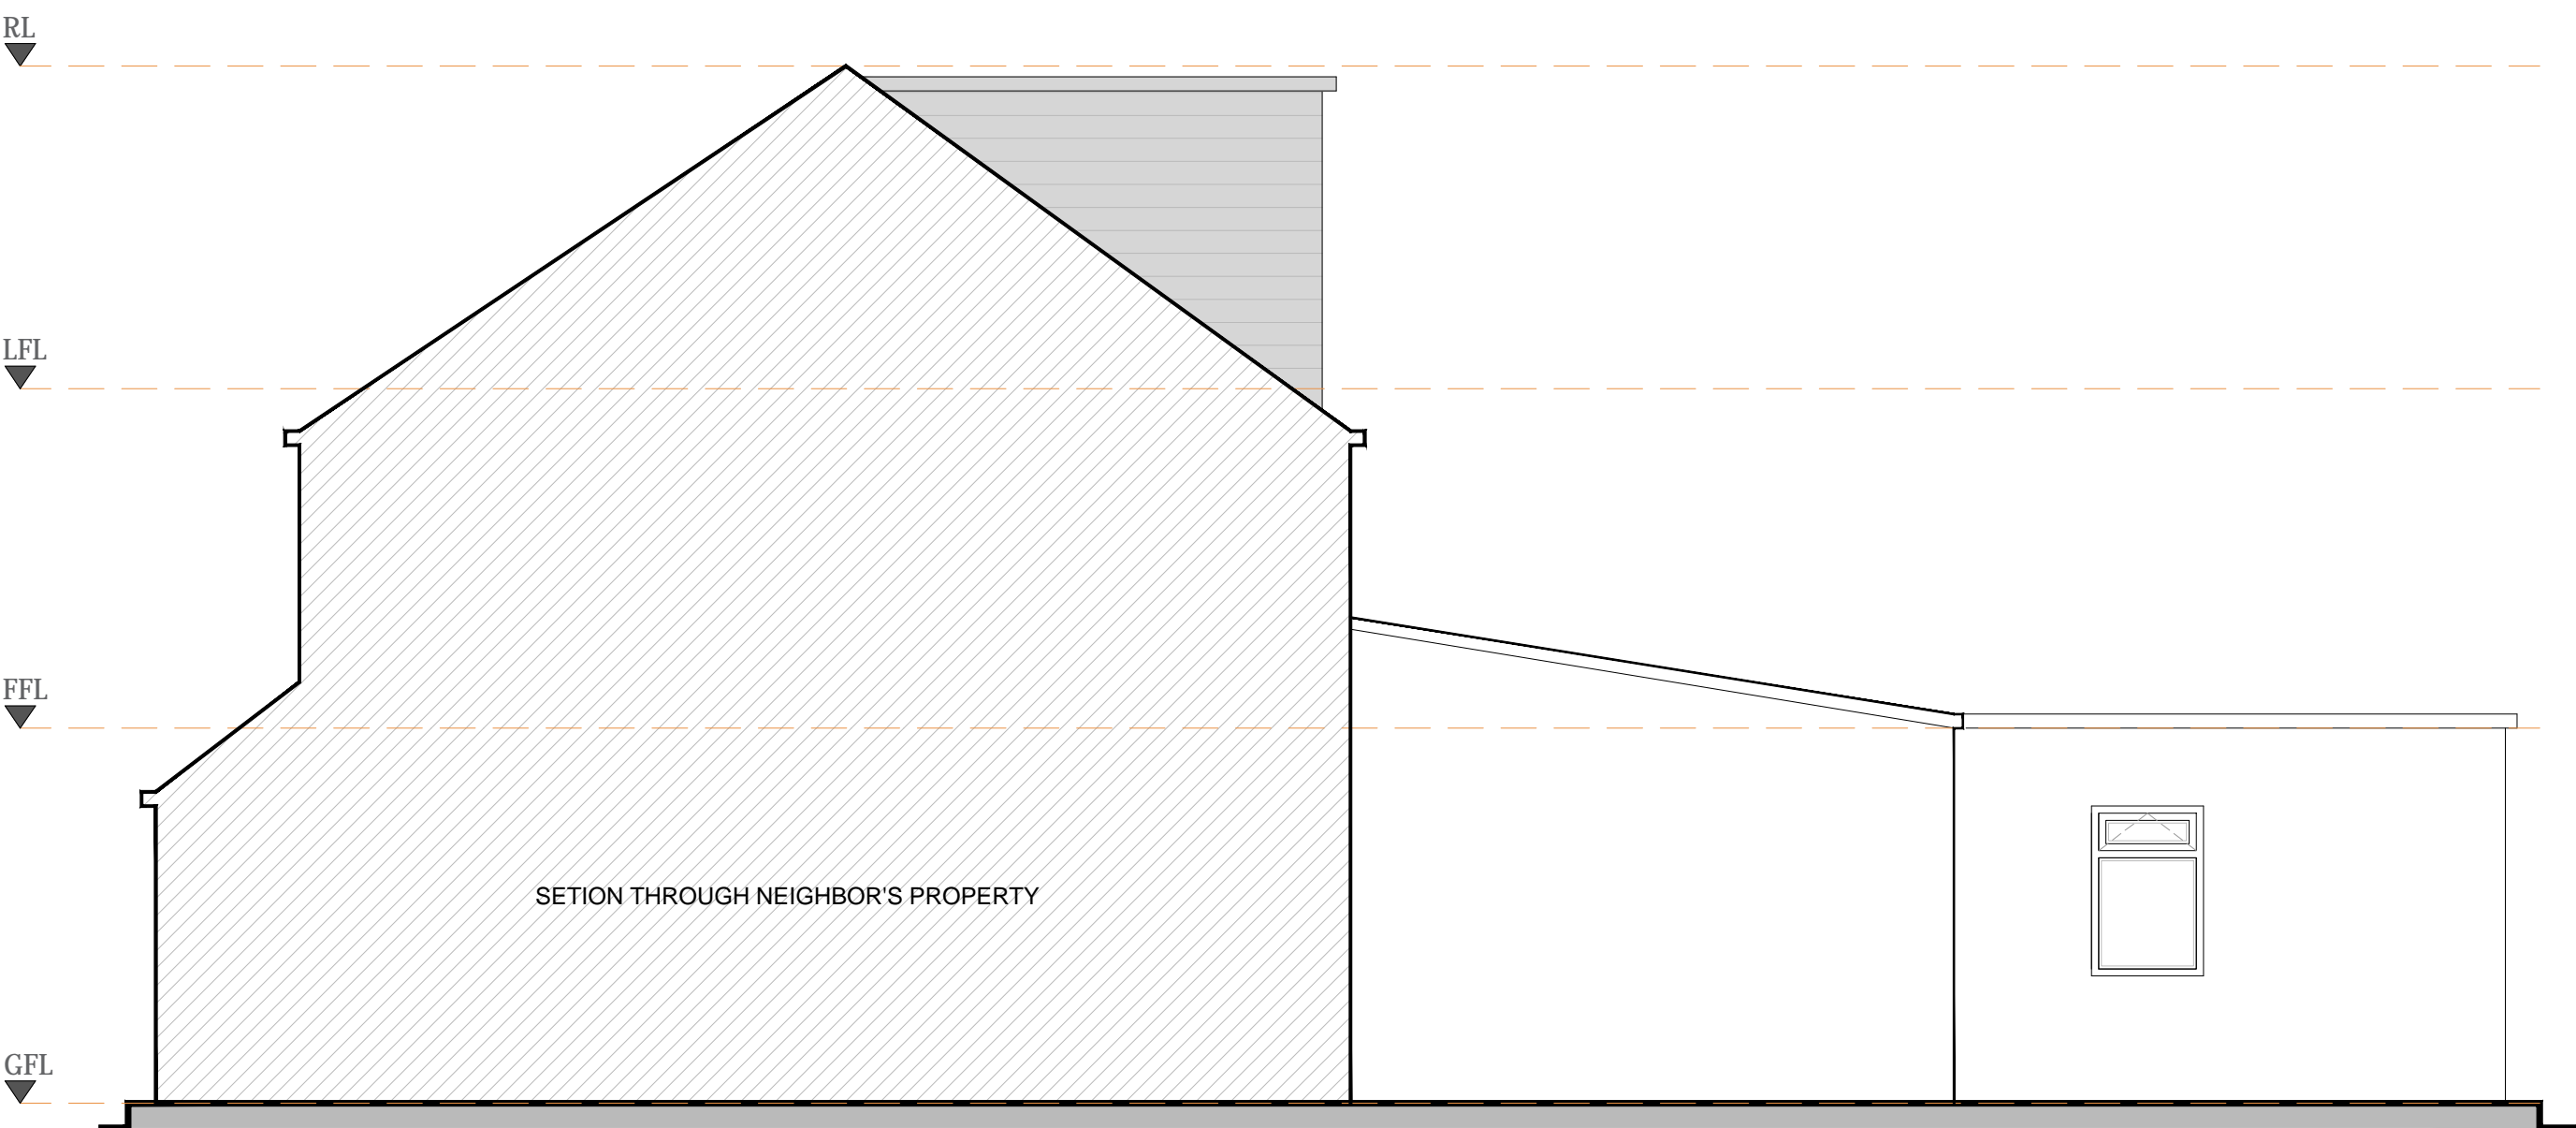 RL
LFL
FFL
SETION THROUGH NEIGHBOR'S PROPERTY
GFL